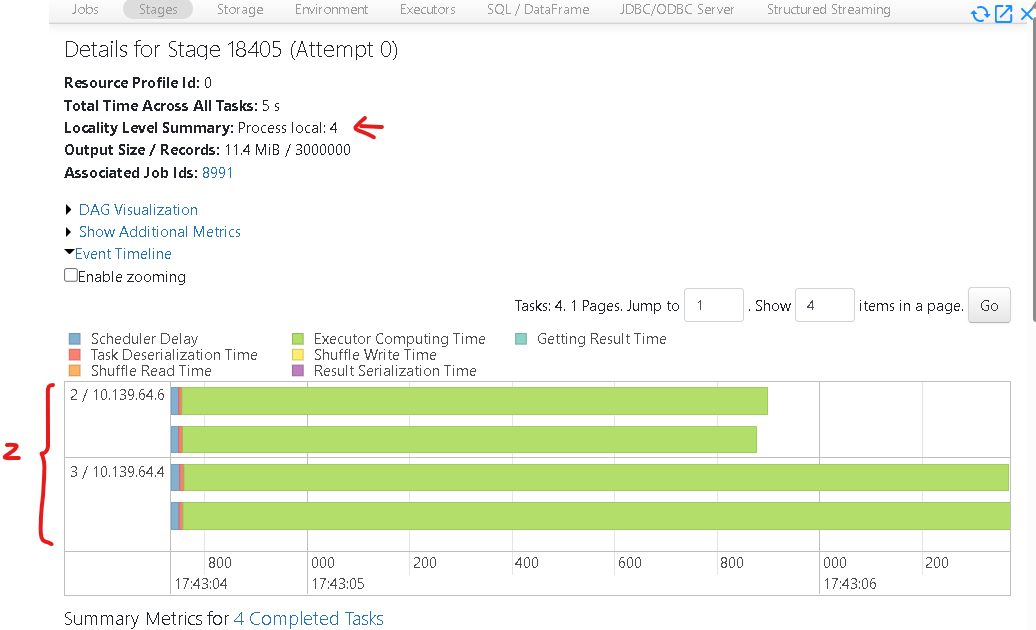 Jobs Stages Storage Environment Executors SQL / DataFrame JDBC/ODBC Server Structured Streaming
Details for Stage 18405 (Attempt 0)
Resource Profile Id: 0
Total Time Across All Tasks: 5 s
Locality Level Summary: Process local: 4
Output Size / Records: 11.4 MiB / 3000000
Associated Job Ids: 8991
DAG Visualization
Show Additional Metrics
Event Timeline
Enable zooming
Tasks: 4. 1 Pages. Jump to 1 . Show 4 items in a page. Go
Scheduler Delay Executor Computing Time Getting Result Time
Task Deserialization Time Shuffle Write Time
Shuffle Read Time Result Serialization Time
2 / 10.139.64.6
2
3 / 10.139.64.4
800 000 200 400 600 800 000 200
17:43:04 17:43:05 17:43:06
Summary Metrics for 4 Completed Tasks